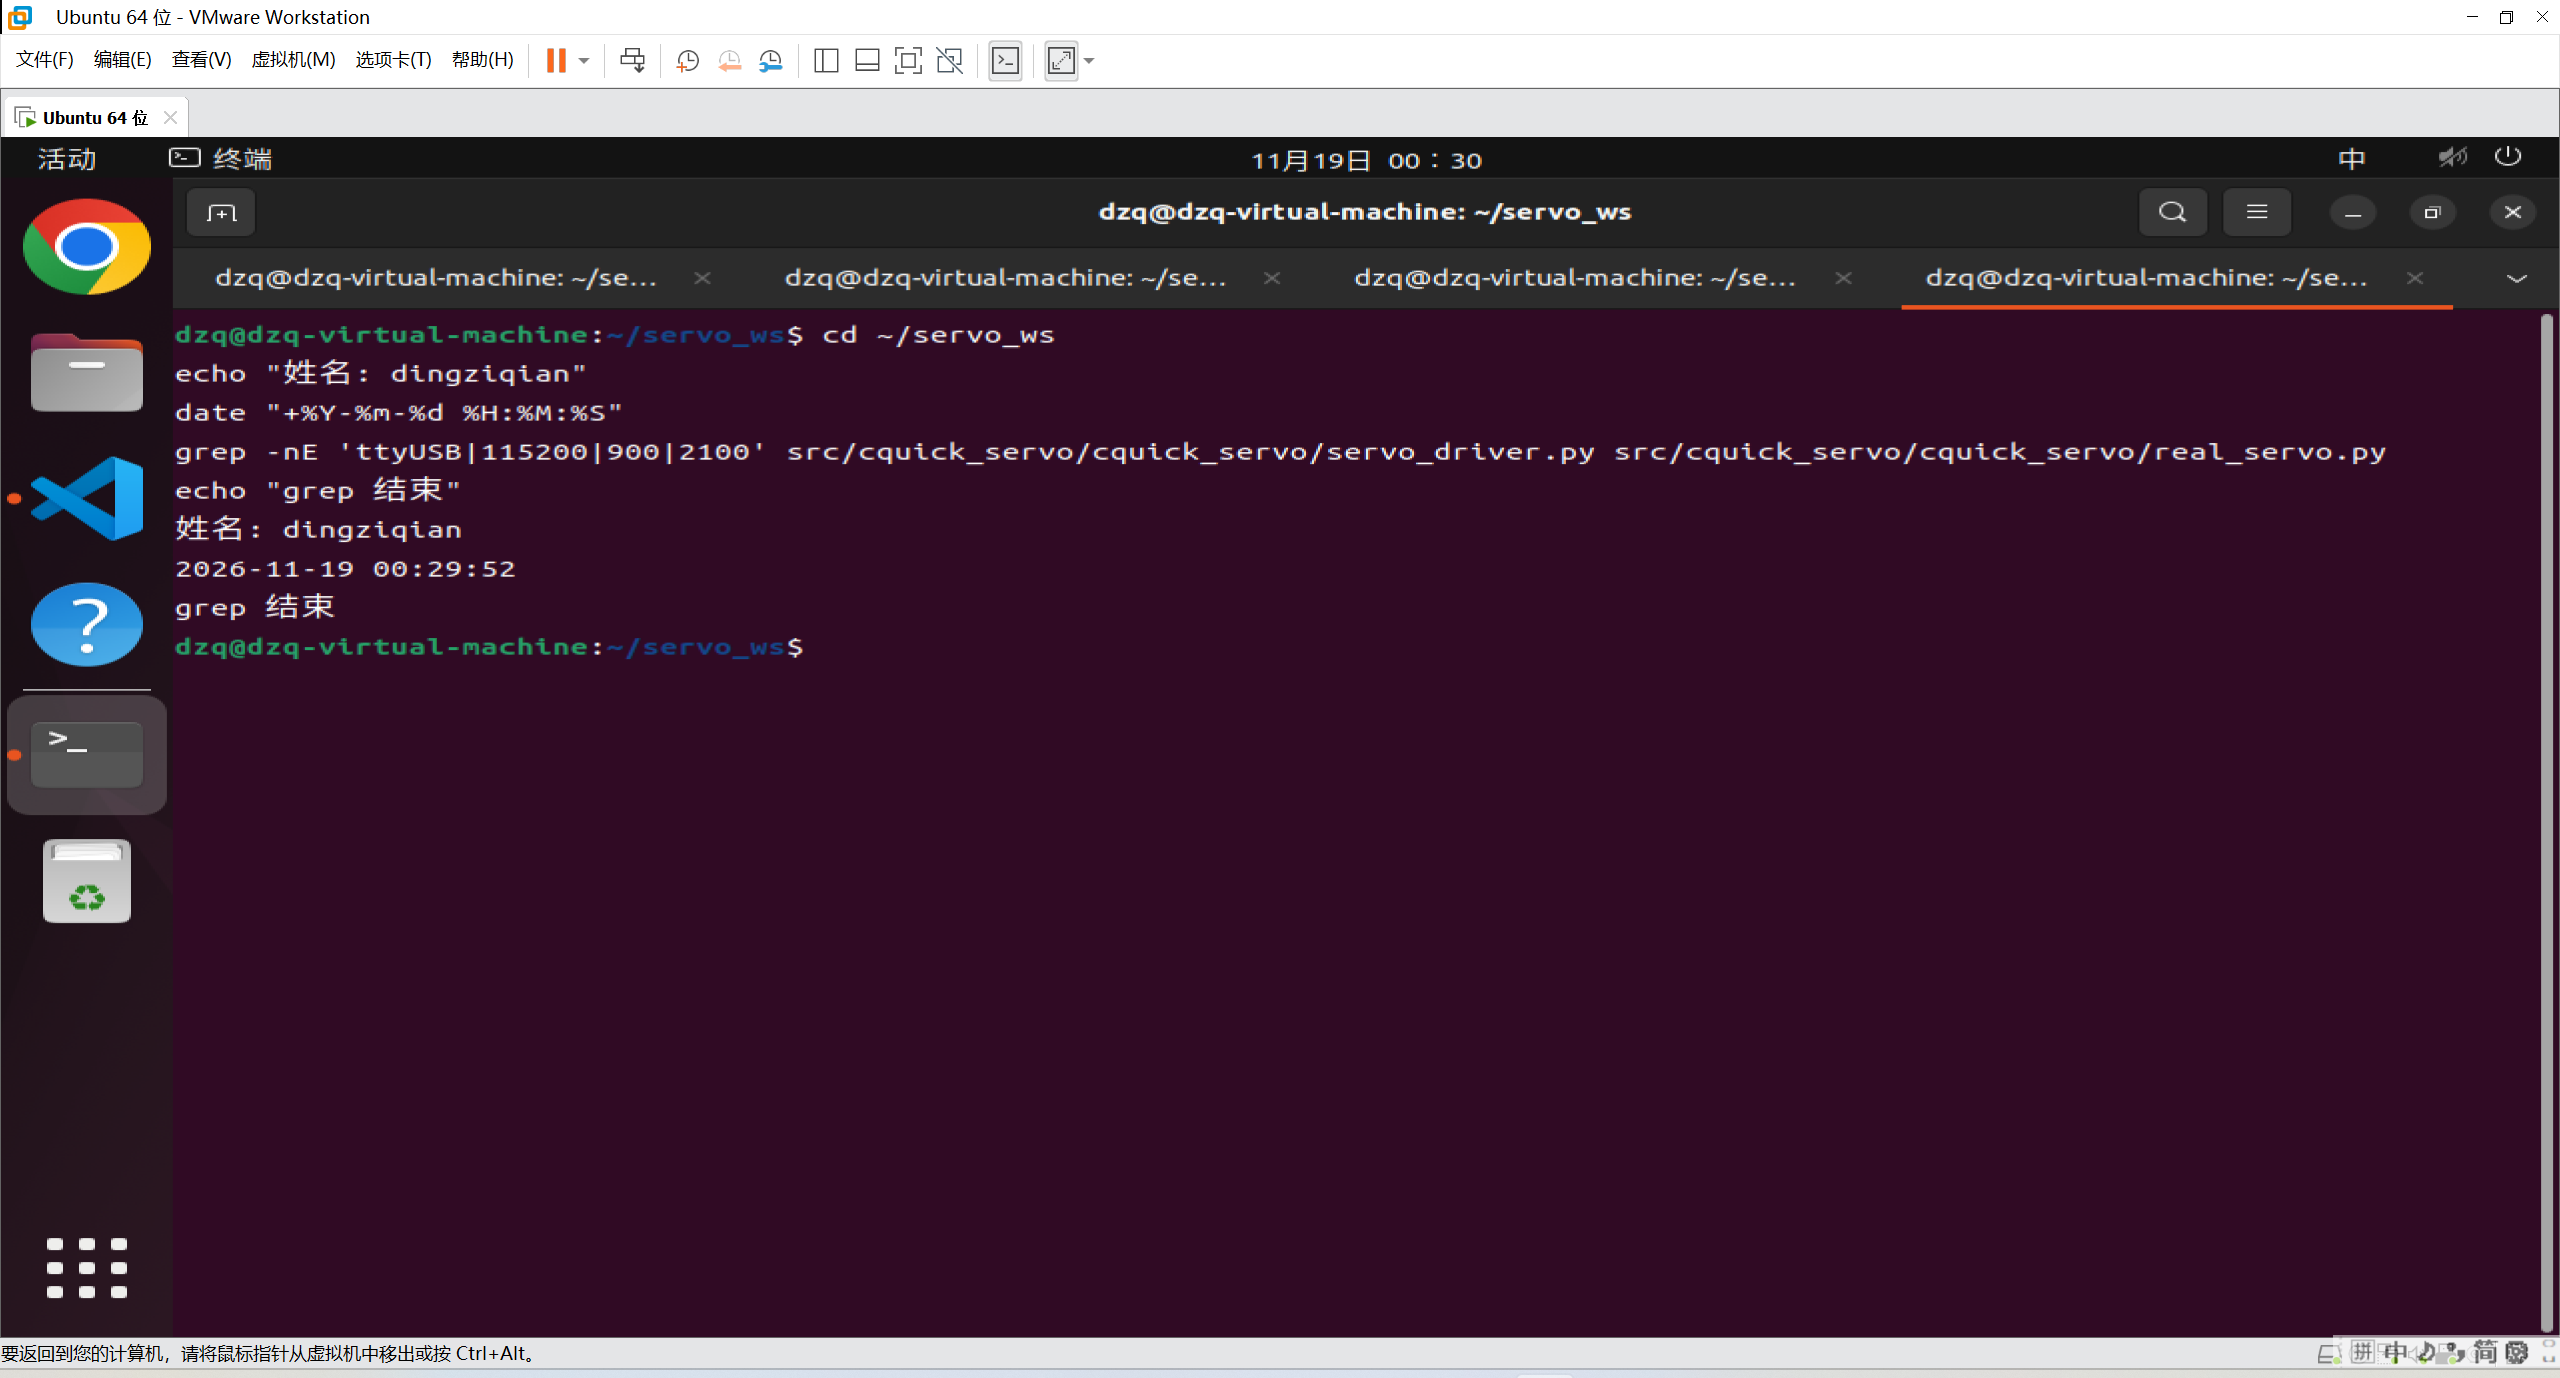 Ubuntu 64 位 - VMware Workstation
文件(F) 编辑(E) 查看(V) 虚拟机(M) 选项卡(T) 帮助(H)
Ubuntu 64 位
活动 终端 11月19日 00：30 中
dzq@dzq-virtual-machine: ~/servo_ws
dzq@dzq-virtual-machine: ~/se... dzq@dzq-virtual-machine: ~/se... dzq@dzq-virtual-machine: ~/se... dzq@dzq-virtual-machine: ~/se...
dzq@dzq-virtual-machine:~/servo_ws$ cd ~/servo_ws
echo "姓名: dingziqian"
date "+%Y-%m-%d %H:%M:%S"
grep -nE 'ttyUSB|115200|900|2100' src/cquick_servo/cquick_servo/servo_driver.py src/cquick_servo/cquick_servo/real_servo.py
echo "grep 结束"
姓名: dingziqian
2026-11-19 00:29:52
grep 结束
dzq@dzq-virtual-machine:~/servo_ws$
要返回到您的计算机，请将鼠标指针从虚拟机中移出或按 Ctrl+Alt。
拼 中 简